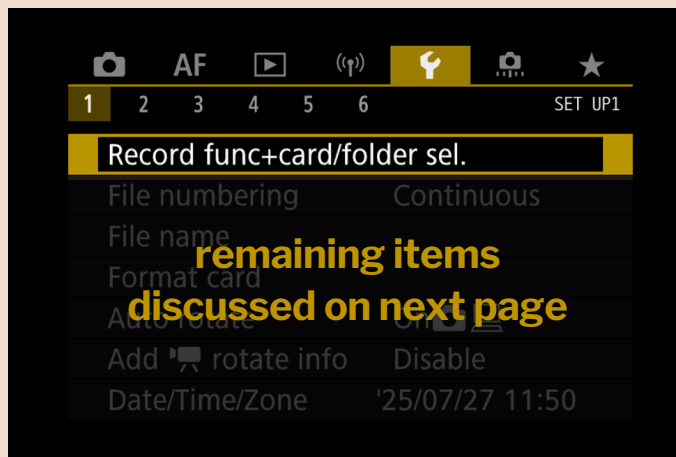 AF
1 2 3 4 5 6 SET UP1
Record func+card/folder sel.
File numbering Continuous
File name
remaining items
Format card
discussed on next page
Auto rotate On
Add rotate info Disable
Date/Time/Zone '25/07/27 11:50